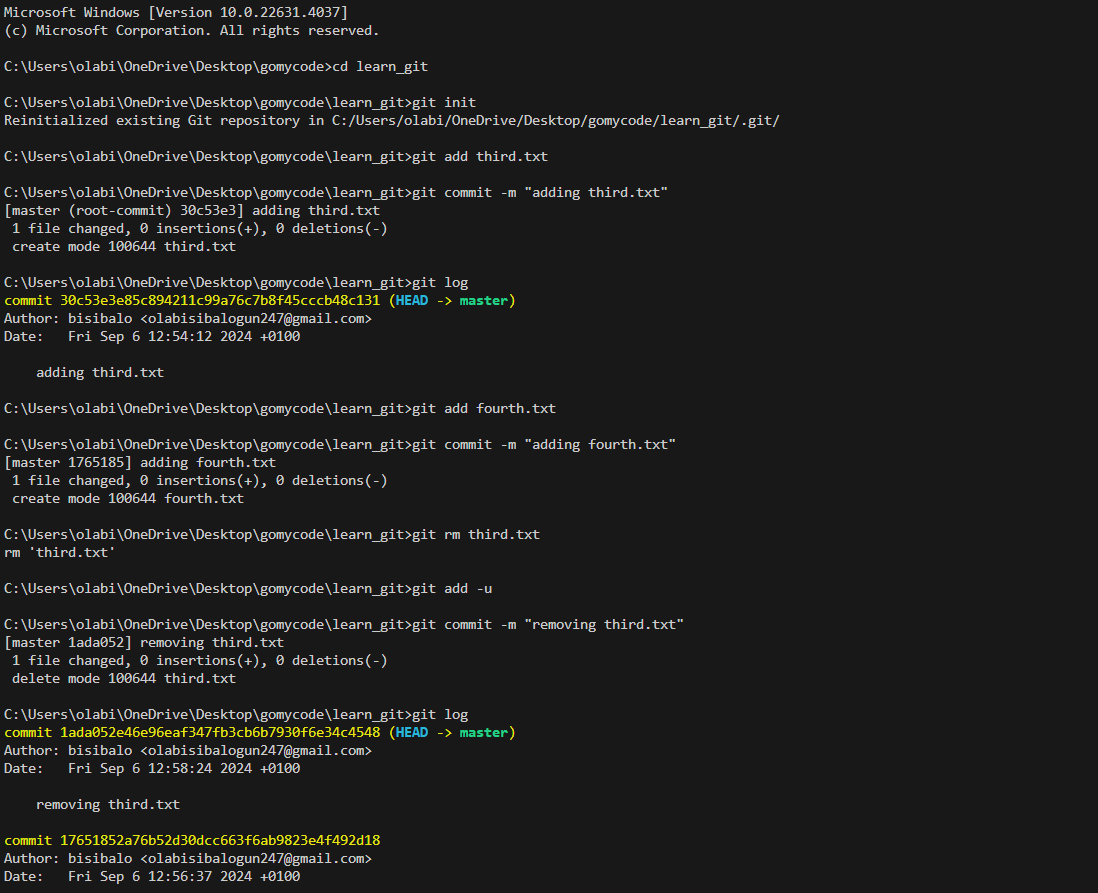 Microsoft Windows [Version 10.0.22631.4037]
(c) Microsoft Corporation. All rights reserved.
C:\Users\olabi\OneDrive\Desktop\gomycode>cd learn_git
C:\Users\olabi\OneDrive\Desktop\gomycode\learn_git>git init
Reinitialized existing Git repository in C:/Users/olabi/OneDrive/Desktop/gomycode/learn_git/.git/
C:\Users\olabi\OneDrive\Desktop\gomycode\learn_git>git add third.txt
C:\Users\olabi\OneDrive\Desktop\gomycode\learn_git>git commit -m "adding third.txt"
[master (root-commit) 30c53e3] adding third.txt
 1 file changed, 0 insertions(+), 0 deletions(-)
 create mode 100644 third.txt
C:\Users\olabi\OneDrive\Desktop\gomycode\learn_git>git log
commit 30c53e3e85c894211c99a76c7b8f45cccb48c131 (HEAD -> master)
Author: bisibalo <olabisibalogun247@gmail.com>
Date:   Fri Sep 6 12:54:12 2024 +0100
    adding third.txt
C:\Users\olabi\OneDrive\Desktop\gomycode\learn_git>git add fourth.txt
C:\Users\olabi\OneDrive\Desktop\gomycode\learn_git>git commit -m "adding fourth.txt"
[master 1765185] adding fourth.txt
 1 file changed, 0 insertions(+), 0 deletions(-)
 create mode 100644 fourth.txt
C:\Users\olabi\OneDrive\Desktop\gomycode\learn_git>git rm third.txt
rm 'third.txt'
C:\Users\olabi\OneDrive\Desktop\gomycode\learn_git>git add -u
C:\Users\olabi\OneDrive\Desktop\gomycode\learn_git>git commit -m "removing third.txt"
[master 1ada052] removing third.txt
 1 file changed, 0 insertions(+), 0 deletions(-)
 delete mode 100644 third.txt
C:\Users\olabi\OneDrive\Desktop\gomycode\learn_git>git log
commit 1ada052e46e96eaf347fb3cb6b7930f6e34c4548 (HEAD -> master)
Author: bisibalo <olabisibalogun247@gmail.com>
Date:   Fri Sep 6 12:58:24 2024 +0100
    removing third.txt
commit 17651852a76b52d30dcc663f6ab9823e4f492d18
Author: bisibalo <olabisibalogun247@gmail.com>
Date:   Fri Sep 6 12:56:37 2024 +0100